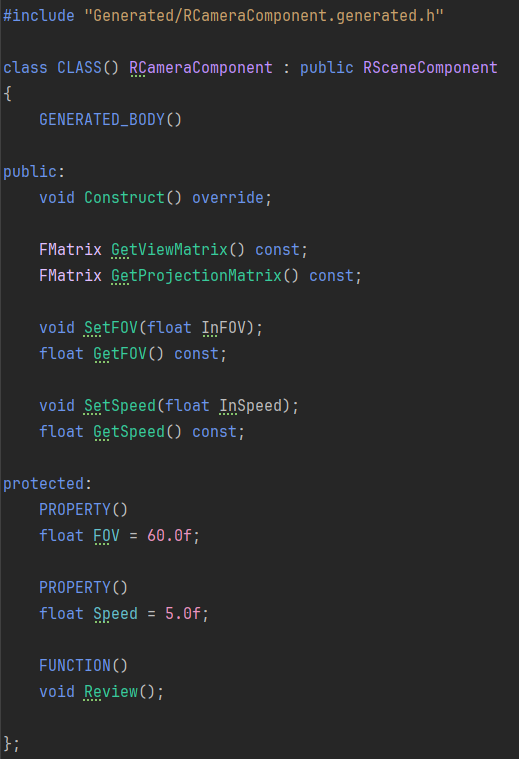 #include "Generated/RCameraComponent.generated.h"
class CLASS() RCameraComponent : public RSceneComponent
{
GENERATED_BODY()
public:
void Construct() override;
FMatrix GetViewMatrix() const;
FMatrix GetProjectionMatrix() const;
void SetFOV(float InFOV);
float GetFOV() const;
void SetSpeed(float InSpeed);
float GetSpeed() const;
protected:
PROPERTY()
float FOV = 60.0f;
PROPERTY()
float Speed = 5.0f;
FUNCTION()
void Review();
};